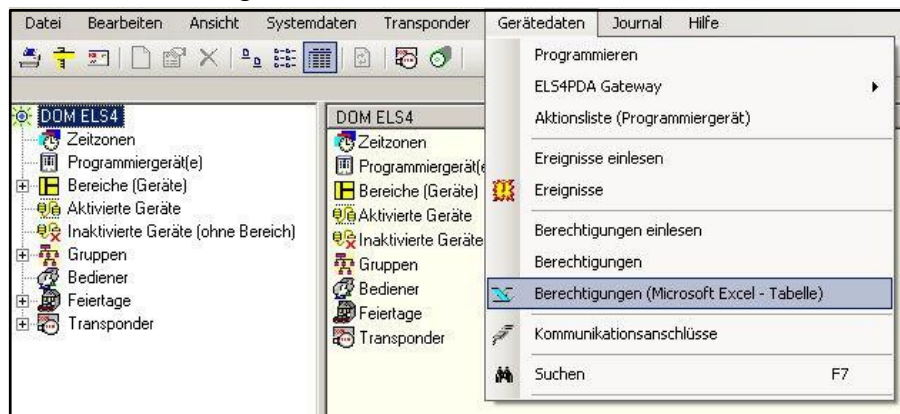 Datei Bearbeiten Ansicht Systemdaten Transponder Gerätedaten Journal Hilfe
DOM ELS4
Zeitzonen
Programmiergerät(e)
Bereiche (Geräte)
Aktivierte Geräte
Inaktivierte Geräte (ohne Bereich)
Gruppen
Bediener
Feiertage
Transponder
DOM ELS4
Zeitzonen
Programmiergerät(e
Bereiche (Geräte)
Aktivierte Geräte
Inaktivierte Geräte
Gruppen
Bediener
Feiertage
Transponder
Programmieren
ELS4PDA Gateway
Aktionsliste (Programmiergerät)
Ereignisse einlesen
Ereignisse
Berechtigungen einlesen
Berechtigungen
Berechtigungen (Microsoft Excel - Tabelle)
Kommunikationsanschlüsse
Suchen F7